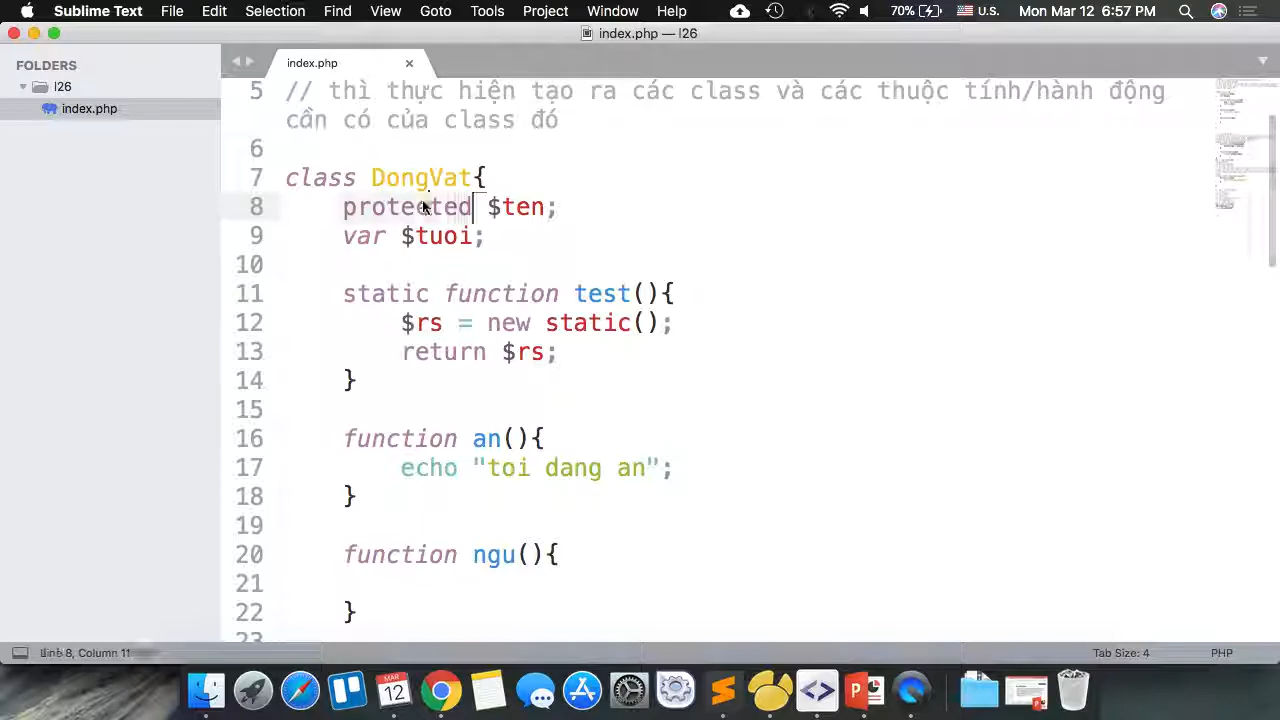 Sublime Text File Edit Selection Find View Goto Tools Project Window Help 70% U.S. Mon Mar 12 6:57 PM
index.php — l26
FOLDERS
l26
index.php
index.php
5 // thì thực hiện tạo ra các class và các thuộc tính/hành động
cần có của class đó
6
7 class DongVat{
8 protected $ten;
9 var $tuoi;
10
11 static function test(){
12 $rs = new static();
13 return $rs;
14 }
15
16 function an(){
17 echo "toi dang an";
18 }
19
20 function ngu(){
21
22 }
23
8, Column 11
Tab Size: 4 PHP
MAR
12